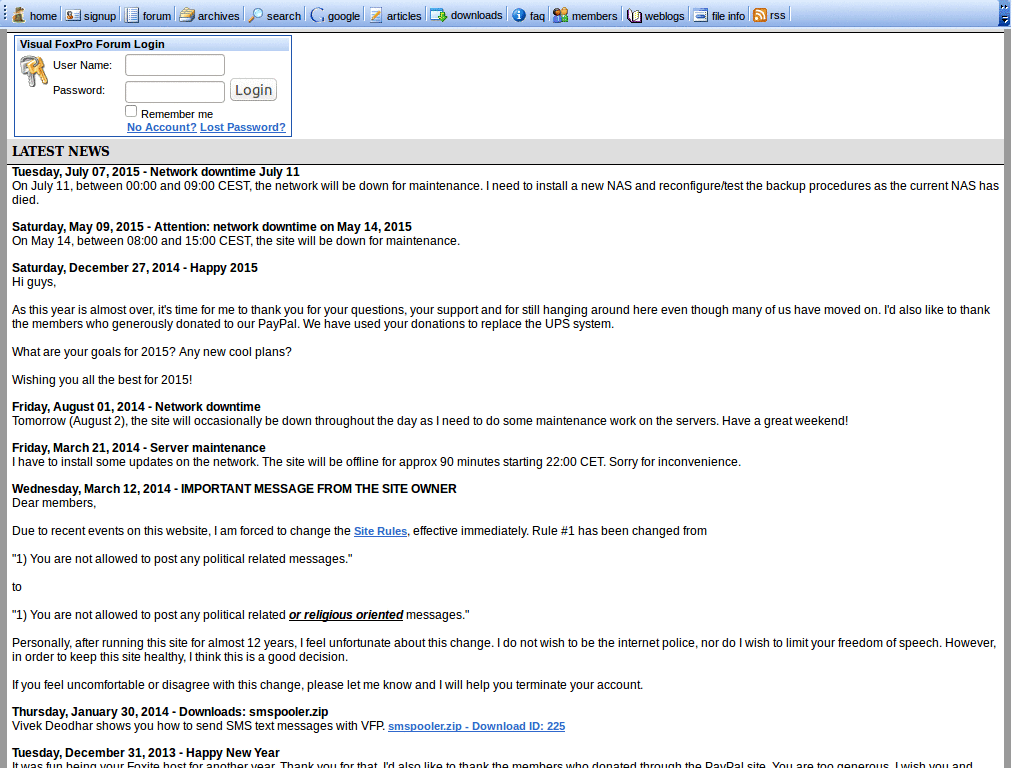 home signup forum archives search google articles downloads faq members weblogs file info rss
Visual FoxPro Forum Login
User Name:
Password:
Login
Remember me
No Account? Lost Password?
LATEST NEWS
Tuesday, July 07, 2015 - Network downtime July 11
On July 11, between 00:00 and 09:00 CEST, the network will be down for maintenance. I need to install a new NAS and reconfigure/test the backup procedures as the current NAS has
died.
Saturday, May 09, 2015 - Attention: network downtime on May 14, 2015
On May 14, between 08:00 and 15:00 CEST, the site will be down for maintenance.
Saturday, December 27, 2014 - Happy 2015
Hi guys,
As this year is almost over, it's time for me to thank you for your questions, your support and for still hanging around here even though many of us have moved on. I'd also like to thank
the members who generously donated to our PayPal. We have used your donations to replace the UPS system.
What are your goals for 2015? Any new cool plans?
Wishing you all the best for 2015!
Friday, August 01, 2014 - Network downtime
Tomorrow (August 2), the site will occasionally be down throughout the day as I need to do some maintenance work on the servers. Have a great weekend!
Friday, March 21, 2014 - Server maintenance
I have to install some updates on the network. The site will be offline for approx 90 minutes starting 22:00 CET. Sorry for inconvenience.
Wednesday, March 12, 2014 - IMPORTANT MESSAGE FROM THE SITE OWNER
Dear members,
Due to recent events on this website, I am forced to change the Site Rules, effective immediately. Rule #1 has been changed from
"1) You are not allowed to post any political related messages."
to
"1) You are not allowed to post any political related or religious oriented messages."
Personally, after running this site for almost 12 years, I feel unfortunate about this change. I do not wish to be the internet police, nor do I wish to limit your freedom of speech. However,
in order to keep this site healthy, I think this is a good decision.
If you feel uncomfortable or disagree with this change, please let me know and I will help you terminate your account.
Thursday, January 30, 2014 - Downloads: smspooler.zip
Vivek Deodhar shows you how to send SMS text messages with VFP. smspooler.zip - Download ID: 225
Tuesday, December 31, 2013 - Happy New Year
It was fun being your Foxite host for another year. Thank you for that. I'd also like to thank the members who donated through the PayPal site. You are too generous. I wish you and